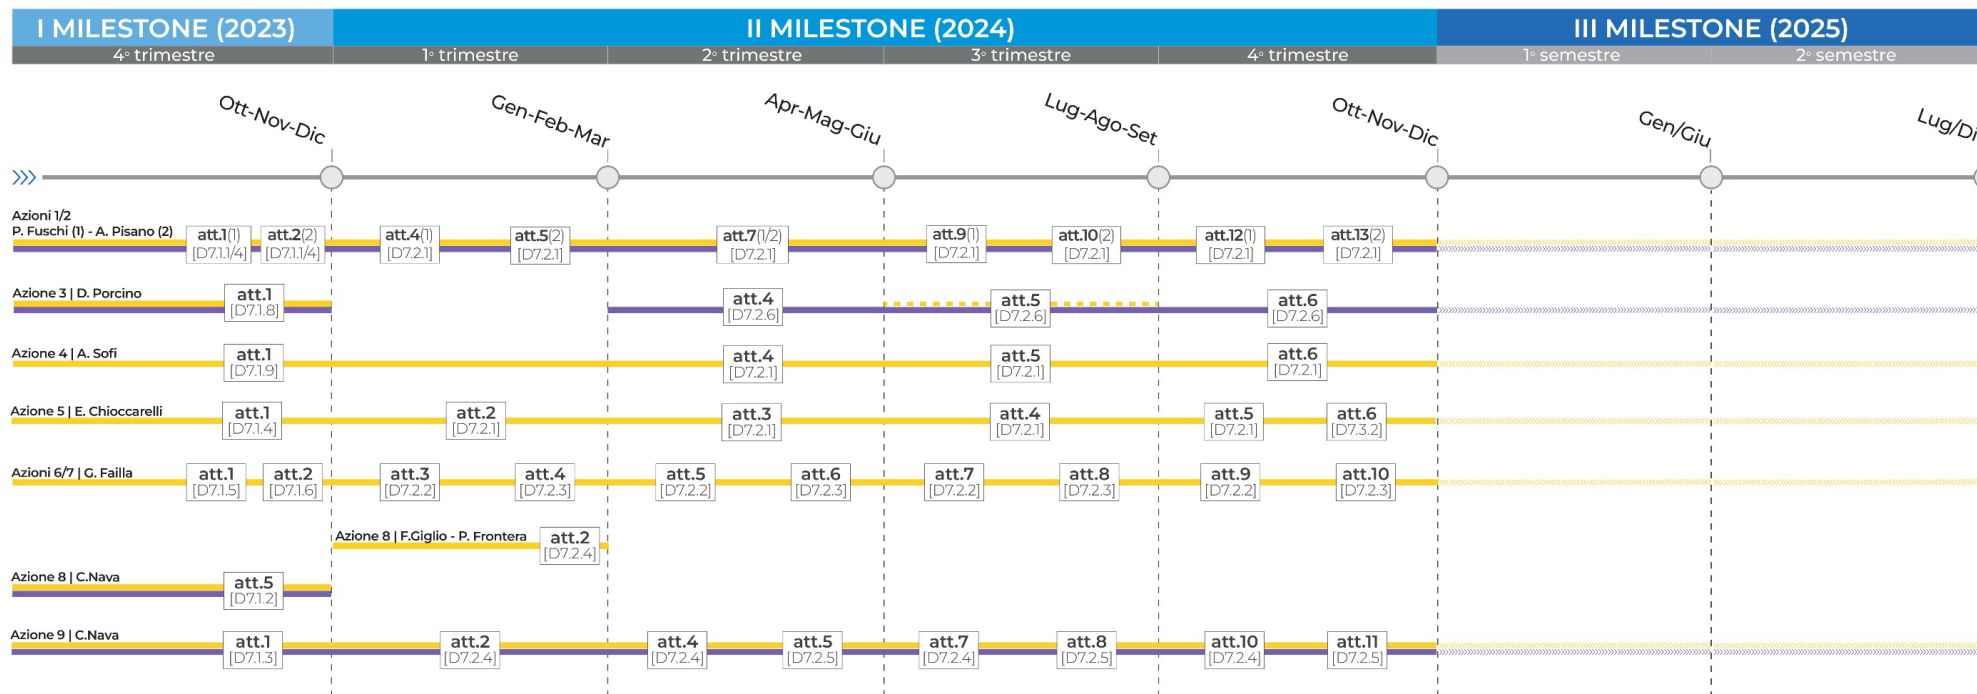 I MILESTONE (2023) II MILESTONE (2024) III MILESTONE (2025)
4° trimestre 1° trimestre 2° trimestre 3° trimestre 4° trimestre 1° semestre 2° semestre
Ott-Nov-Dic Gen-Feb-Mar Apr-Mag-Giu Lug-Ago-Set Ott-Nov-Dic Gen/Giu Lug/Di
Azioni 1/2
P. Fuschi (1) - A. Pisano (2)
att.1(1) att.2(2) att.4(1) att.5(2) att.7(1/2) att.9(1) att.10(2) att.12(1) att.13(2)
[D7.1.1/4] [D7.1.1/4] [D7.2.1] [D7.2.1] [D7.2.1] [D7.2.1] [D7.2.1] [D7.2.1] [D7.2.1]
Azione 3 | D. Porcino
att.1 att.4 att.5 att.6
[D7.1.8] [D7.2.6] [D7.2.6] [D7.2.6]
Azione 4 | A. Sofi
att.1 att.4 att.5 att.6
[D7.1.9] [D7.2.1] [D7.2.1] [D7.2.1]
Azione 5 | E. Chioccarelli
att.1 att.2 att.3 att.4 att.5 att.6
[D7.1.4] [D7.2.1] [D7.2.1] [D7.2.1] [D7.2.1] [D7.3.2]
Azioni 6/7 | G. Failla
att.1 att.2 att.3 att.4 att.5 att.6 att.7 att.8 att.9 att.10
[D7.1.5] [D7.1.6] [D7.2.2] [D7.2.3] [D7.2.2] [D7.2.3] [D7.2.2] [D7.2.3] [D7.2.2] [D7.2.3]
Azione 8 | F.Giglio - P. Frontera
att.2
[D7.2.4]
Azione 8 | C.Nava
att.5
[D7.1.2]
Azione 9 | C.Nava
att.1 att.2 att.4 att.5 att.7 att.8 att.10 att.11
[D7.1.3] [D7.2.4] [D7.2.4] [D7.2.5] [D7.2.4] [D7.2.5] [D7.2.4] [D7.2.5]